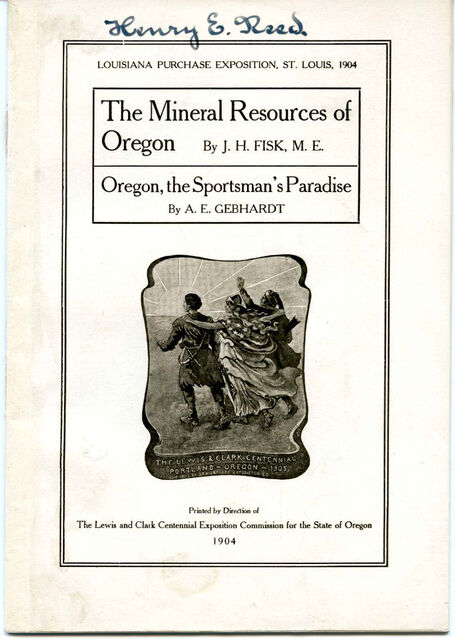 Henry E. Reed.
LOUISIANA PURCHASE EXPOSITION, ST. LOUIS, 1904
The Mineral Resources of
Oregon By J. H. FISK, M. E.
Oregon, the Sportsman's Paradise
By A. E. GEBHARDT
THE LEWIS & CLARK CENTENNIAL
PORTLAND - OREGON - 1905
Printed by Direction of
The Lewis and Clark Centennial Exposition Commission for the State of Oregon
1904